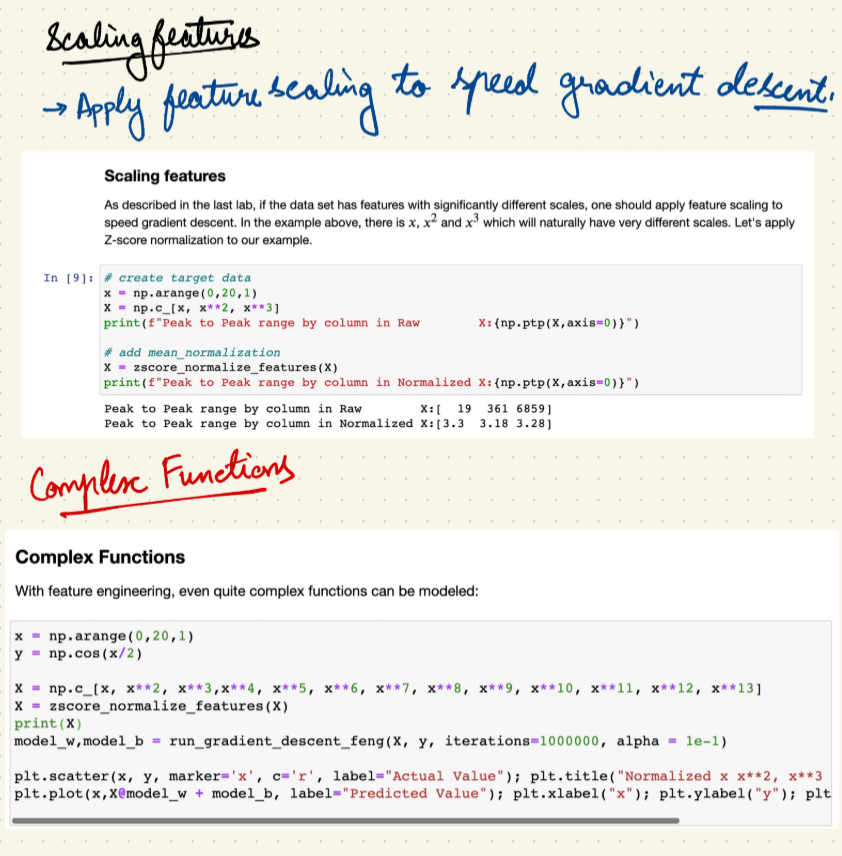 Scaling features
→ Apply feature scaling to speed gradient descent.
Scaling features
As described in the last lab, if the data set has features with significantly different scales, one should apply feature scaling to
speed gradient descent. In the example above, there is x, x² and x³ which will naturally have very different scales. Let's apply
Z-score normalization to our example.
In [9]: # create target data
x = np.arange(0,20,1)
X = np.c_[x, x**2, x**3]
print(f"Peak to Peak range by column in Raw        X:{np.ptp(X,axis=0)}")
# add mean_normalization
X = zscore_normalize_features(X)
print(f"Peak to Peak range by column in Normalized X:{np.ptp(X,axis=0)}")
Peak to Peak range by column in Raw        X:[  19  361 6859]
Peak to Peak range by column in Normalized X:[3.3  3.18 3.28]
Complex Functions
Complex Functions
With feature engineering, even quite complex functions can be modeled:
x = np.arange(0,20,1)
y = np.cos(x/2)
X = np.c_[x, x**2, x**3,x**4, x**5, x**6, x**7, x**8, x**9, x**10, x**11, x**12, x**13]
X = zscore_normalize_features(X)
print(X)
model_w,model_b = run_gradient_descent_feng(X, y, iterations=1000000, alpha = 1e-1)
plt.scatter(x, y, marker='x', c='r', label="Actual Value"); plt.title("Normalized x x**2, x**3
plt.plot(x,X@model_w + model_b, label="Predicted Value"); plt.xlabel("x"); plt.ylabel("y"); plt